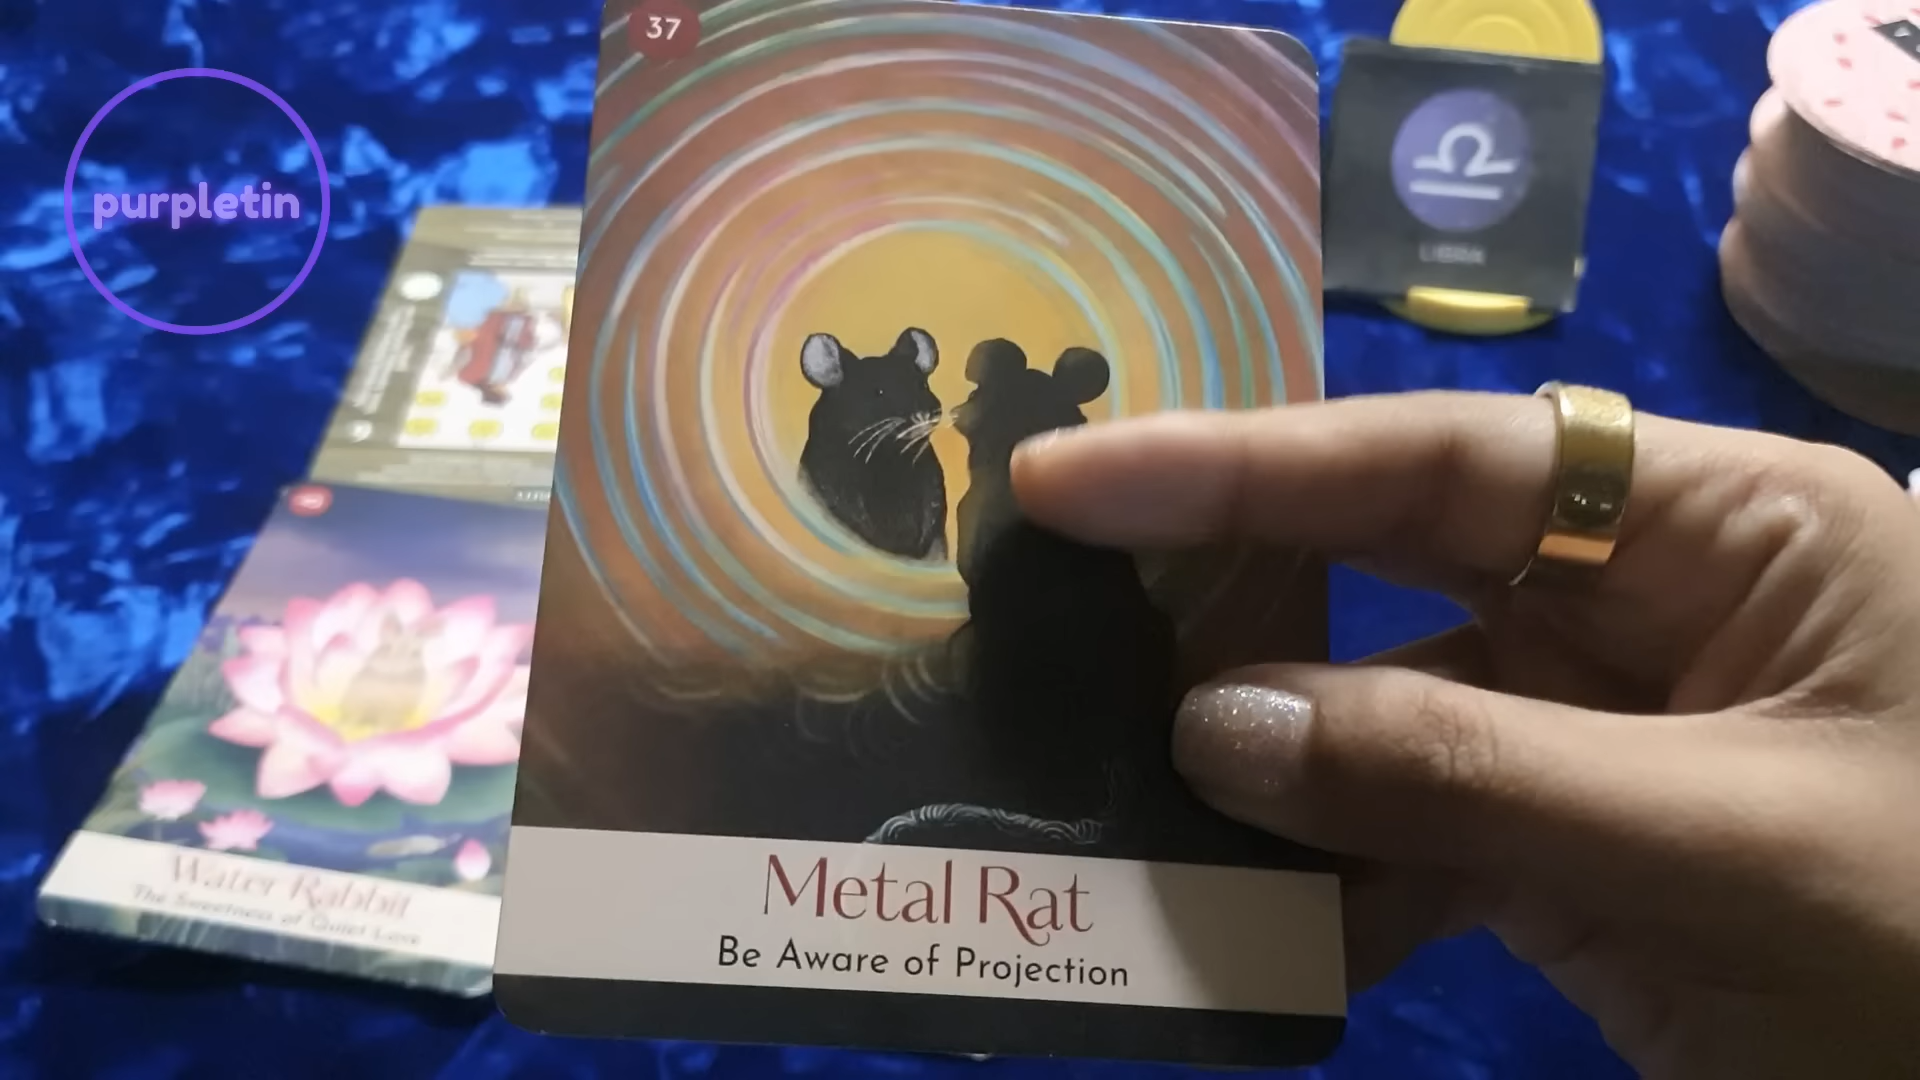 37
purpletin
LIBRA
Water Rabbit
The Sweetness of Quiet Love
Metal Rat
Be Aware of Projection